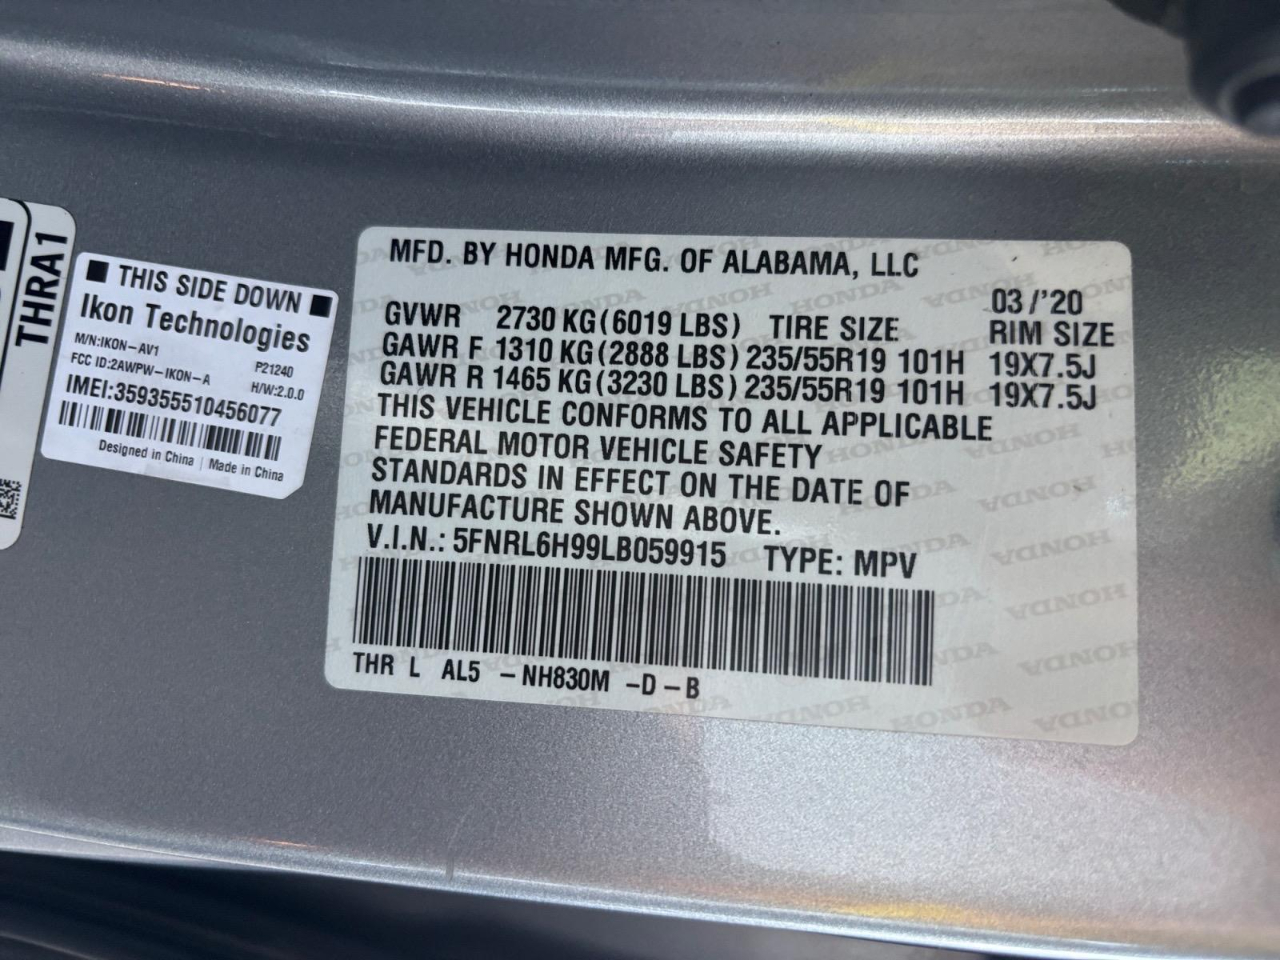 THRA1
THIS SIDE DOWN
Ikon Technologies
M/N:IKON-AV1 P21240
FCC ID:2AWPW-IKON-A H/W:2.0.0
IMEI:359355510456077
Designed in China | Made in China
MFD. BY HONDA MFG. OF ALABAMA, LLC
03/'20
GVWR 2730 KG(6019 LBS) TIRE SIZE RIM SIZE
GAWR F 1310 KG(2888 LBS) 235/55R19 101H 19X7.5J
GAWR R 1465 KG(3230 LBS) 235/55R19 101H 19X7.5J
THIS VEHICLE CONFORMS TO ALL APPLICABLE
FEDERAL MOTOR VEHICLE SAFETY
STANDARDS IN EFFECT ON THE DATE OF
MANUFACTURE SHOWN ABOVE.
V.I.N.: 5FNRL6H99LB059915 TYPE: MPV
THR L AL5 -NH830M -D-B